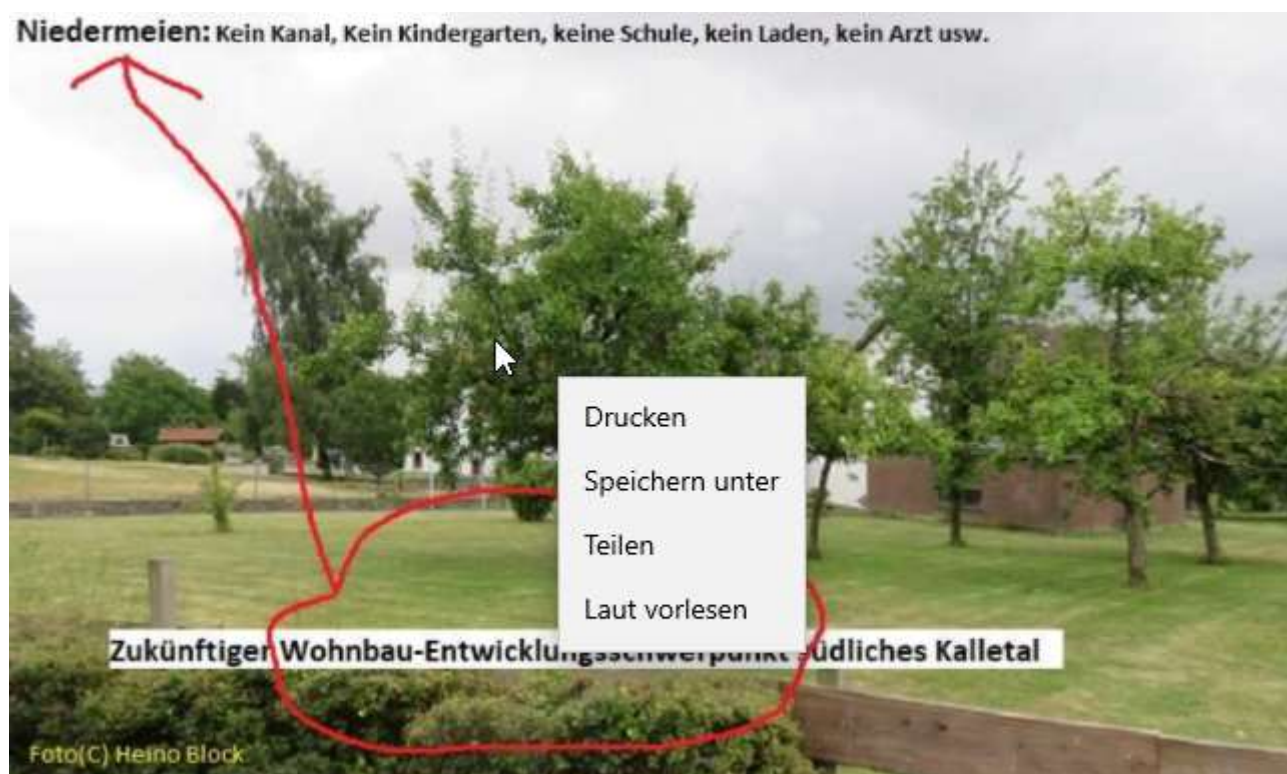 Niedermeien: Kein Kanal, Kein Kindergarten, keine Schule, kein Laden, kein Arzt usw.
Drucken
Speichern unter
Teilen
Laut vorlesen
Zukünftiger Wohnbau-Entwicklungsschwerpunkt südliches Kalletal
Foto(C) Heino Block